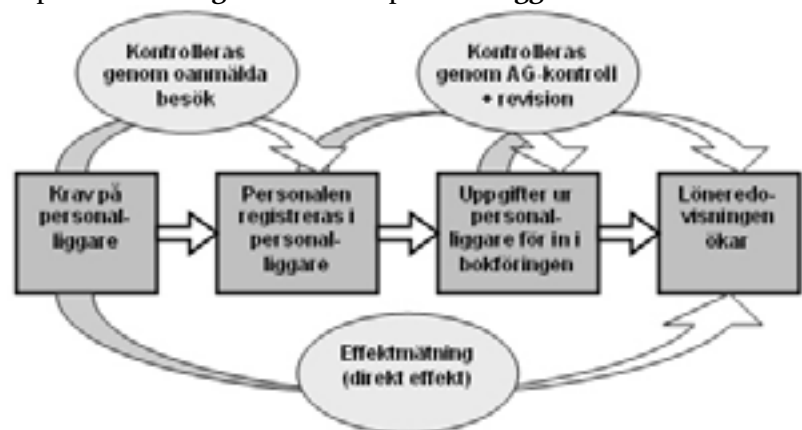 Kontrolleras
genom oanmälda
besök
Kontrolleras
genom AG-kontroll
+ revision
Krav på
personal-
liggare
Personalen
registreras i
personal-
liggare
Uppgifter ur
personal-
liggare för in i
bokföringen
Löneredo-
visningen
ökar
Effektmätning
(direkt effekt)